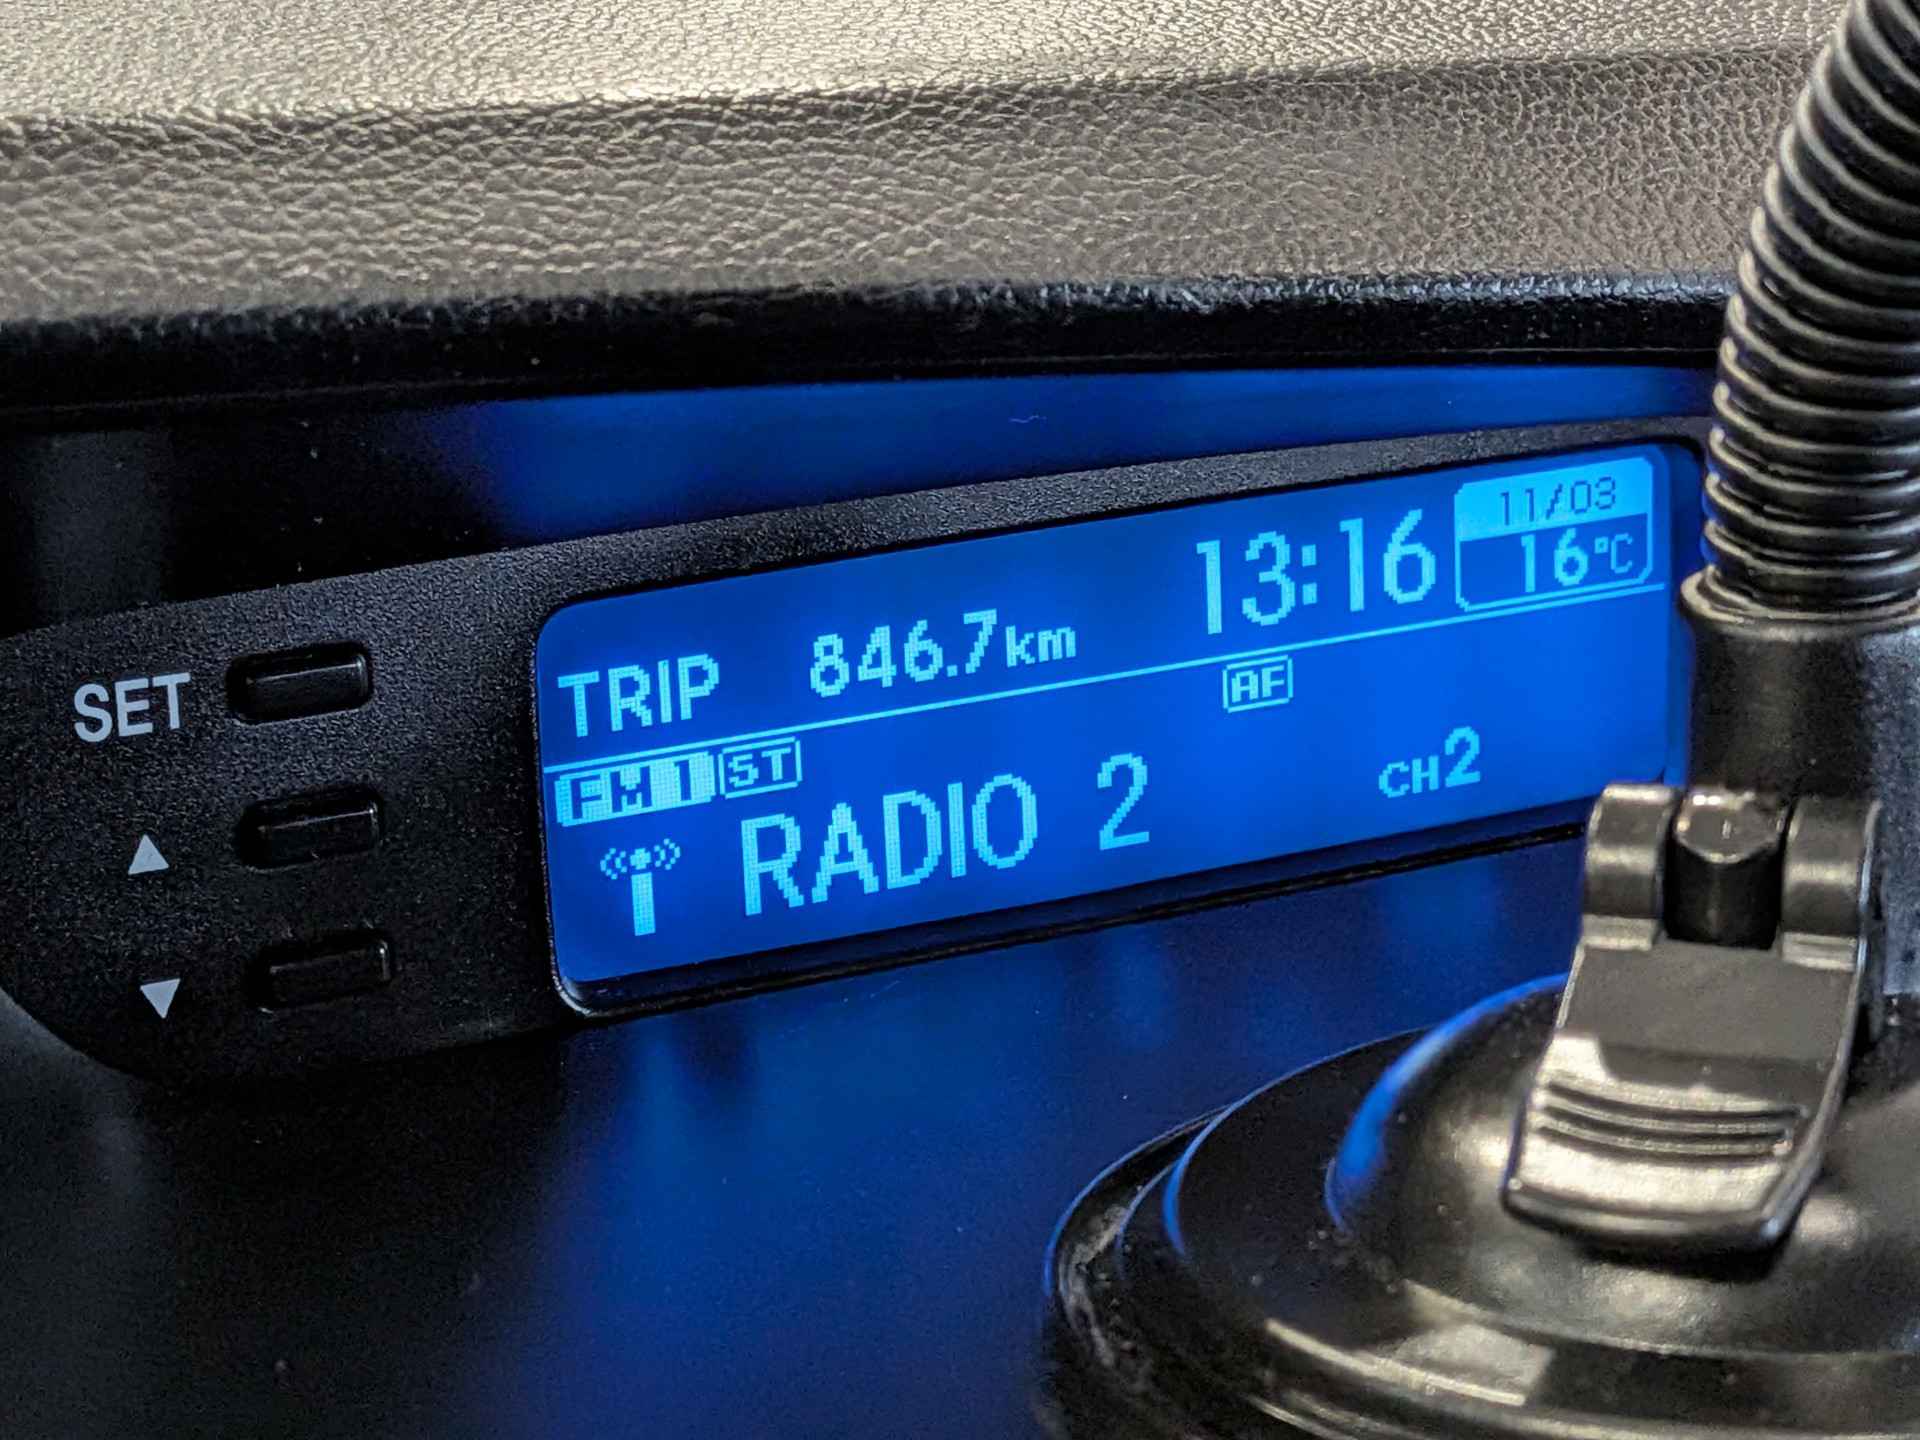 11/03
TRIP 846.7km 13:16 16°C
SET
FM1 ST AF
RADIO 2 CH2